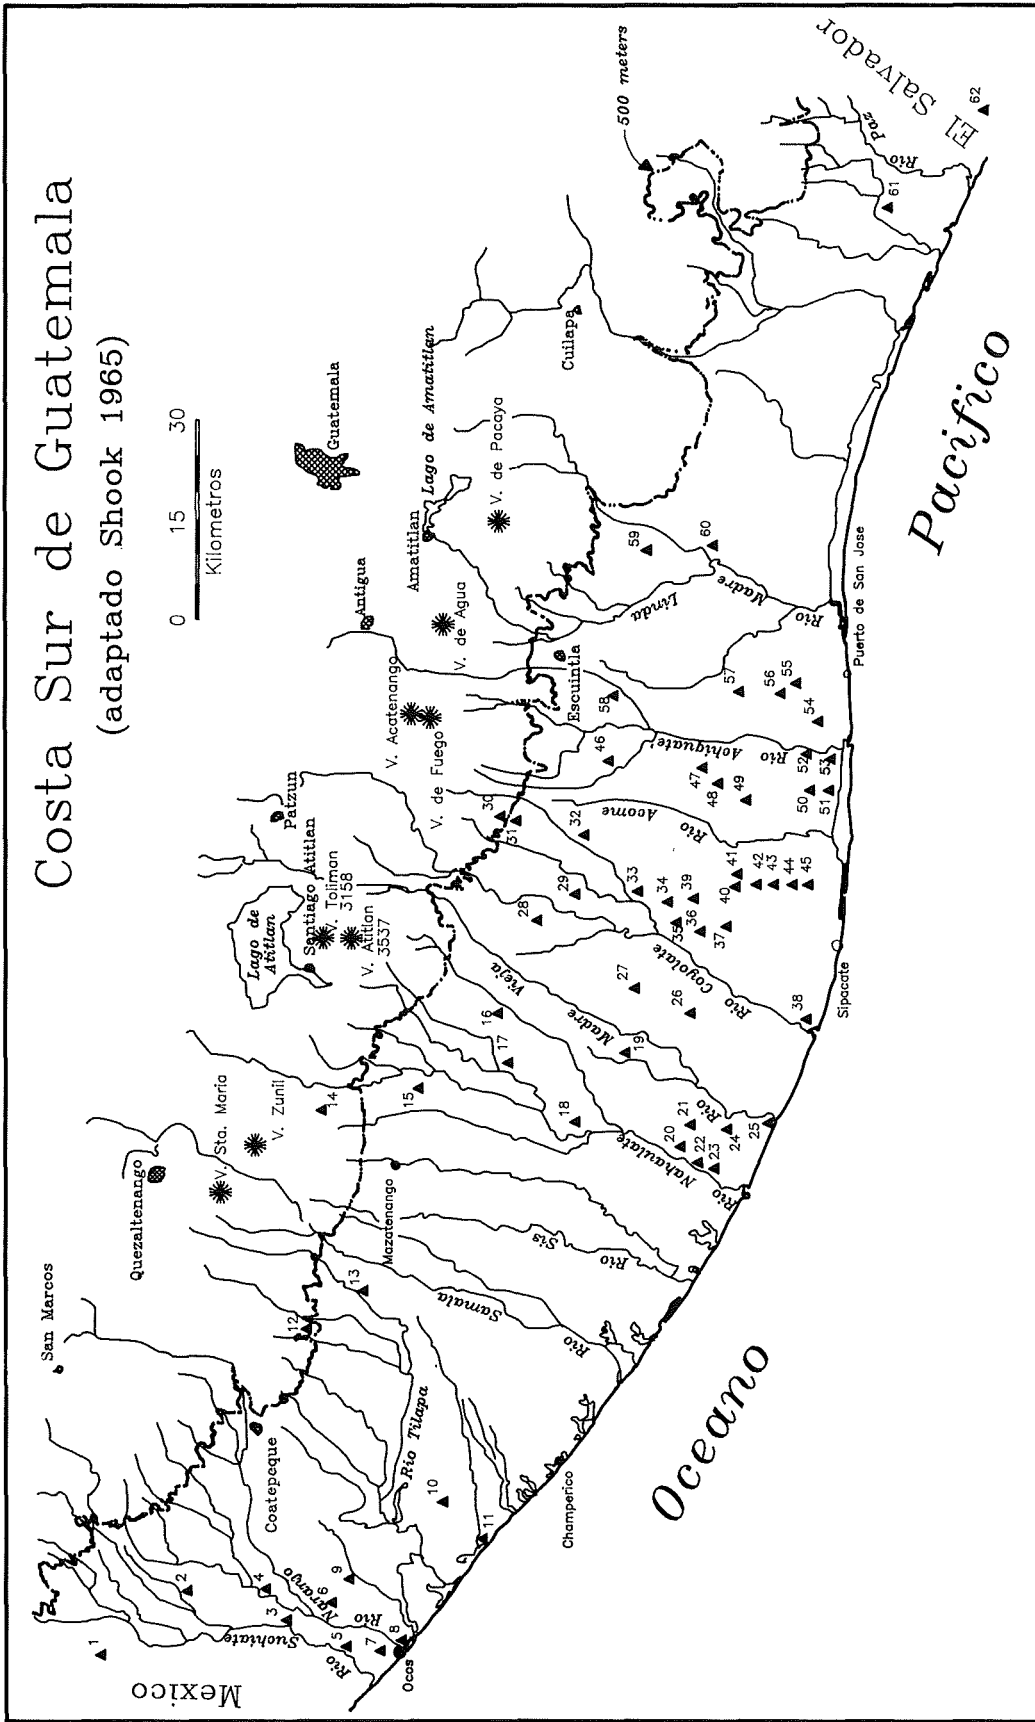 Costa Sur de Guatemala
(adaptado Shook 1965)
0 15 30
Kilometros
Mexico
San Marcos
Quezaltenango
V. Sta. Maria
V. Zunil
Lago de
Atitlan
Santiago Atitlan
V. Toliman
3158
V. Atitlan
3537
Patzun
V. Acatenango
V. de Fuego
Antigua
V. de Agua
Amatitlan
Lago de Amatitlan
V. de Pacaya
Guatemala
Cuilapa
500 meters
El Salvador
Coatepeque
Mazatenango
Escuintla
Rio Suchiate
Rio Naranjo
Rio Tilapa
Rio Samala
Rio Sis
Rio Nahaulate
Rio Madre Vieja
Rio Coyolate
Rio Acome
Rio Achiguate
Rio Madre Linda
Rio Paz
Ocos
Champerico
Sipacate
Puerto de San Jose
Oceano Pacifico
1
2
3
4
5
6
7
8
9
10
11
12
13
14
15
16
17
18
19
20
21
22
23
24
25
26
27
28
29
30
31
32
33
34
35
36
37
38
39
40
41
42
43
44
45
46
47
48
49
50
51
52
53
54
55
56
57
58
59
60
61
62